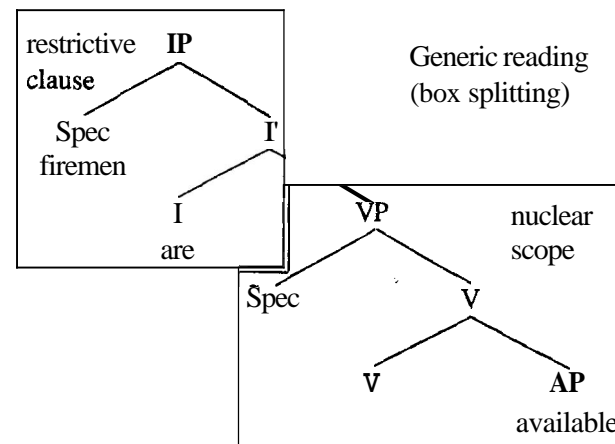 restrictive IP
clause
Generic reading
(box splitting)
Spec
firemen
I'
I
are
VP
nuclear
scope
Spec
V
V
AP
available